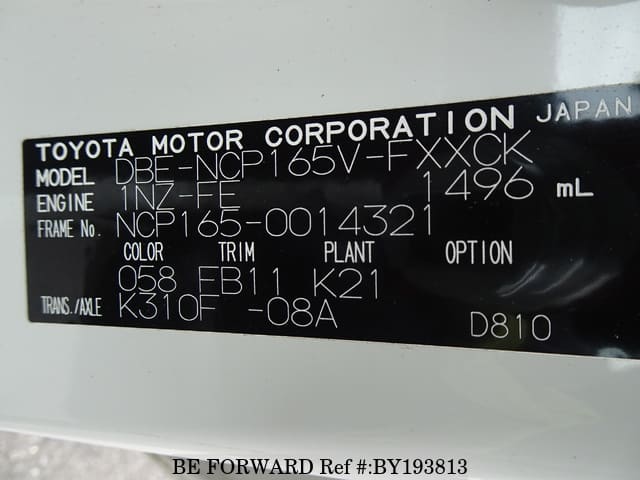 TOYOTA MOTOR CORPORATION JAPAN
MODEL DBE-NCP165V-FXXCK
ENGINE 1NZ-FE 1496 mL
FRAME No. NCP165-0014321
COLOR TRIM PLANT OPTION
058 FB11 K21
TRANS./AXLE K310F -08A
D810
BE FORWARD Ref #:BY193813